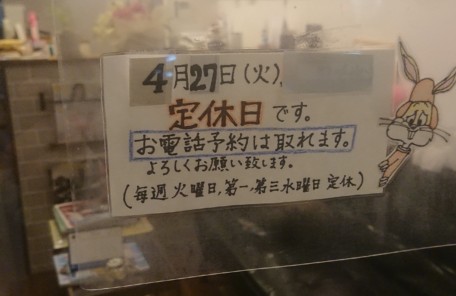 4月27日(火),
定休日です。
お電話予約は取れます。
よろしくお願い致します。
(毎週火曜日,第一,第三水曜日定休)